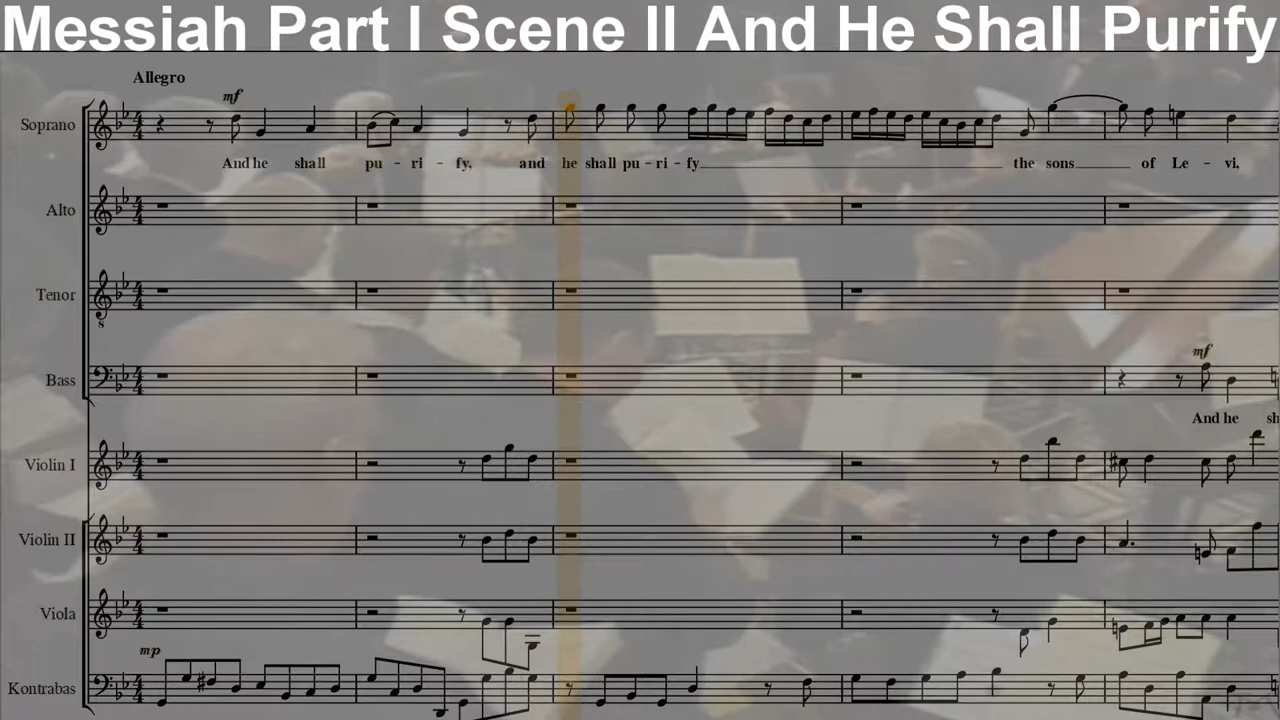 Messiah Part I Scene II And He Shall Purify
Allegro
mf
Soprano
And he shall pu - ri - fy, and he shall pu - ri - fy the sons of Le - vi,
Alto
Tenor
8
mf
Bass
And he sh
Violin I
Violin II
Viola
mp
Kontrabas